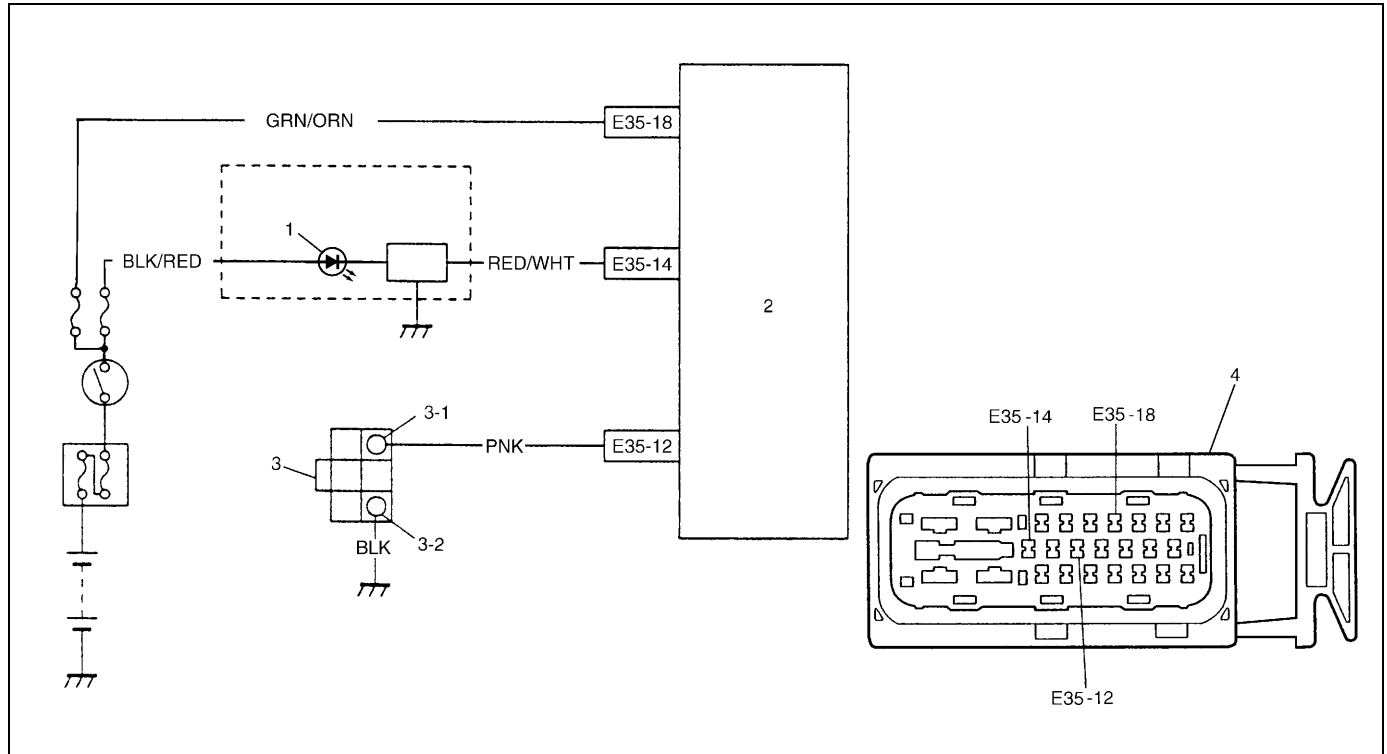 GRN/ORN
E35-18
1
BLK/RED
RED/WHT
E35-14
2
3-1
PNK
E35-12
3
BLK
3-2
4
E35-14
E35-18
E35-12